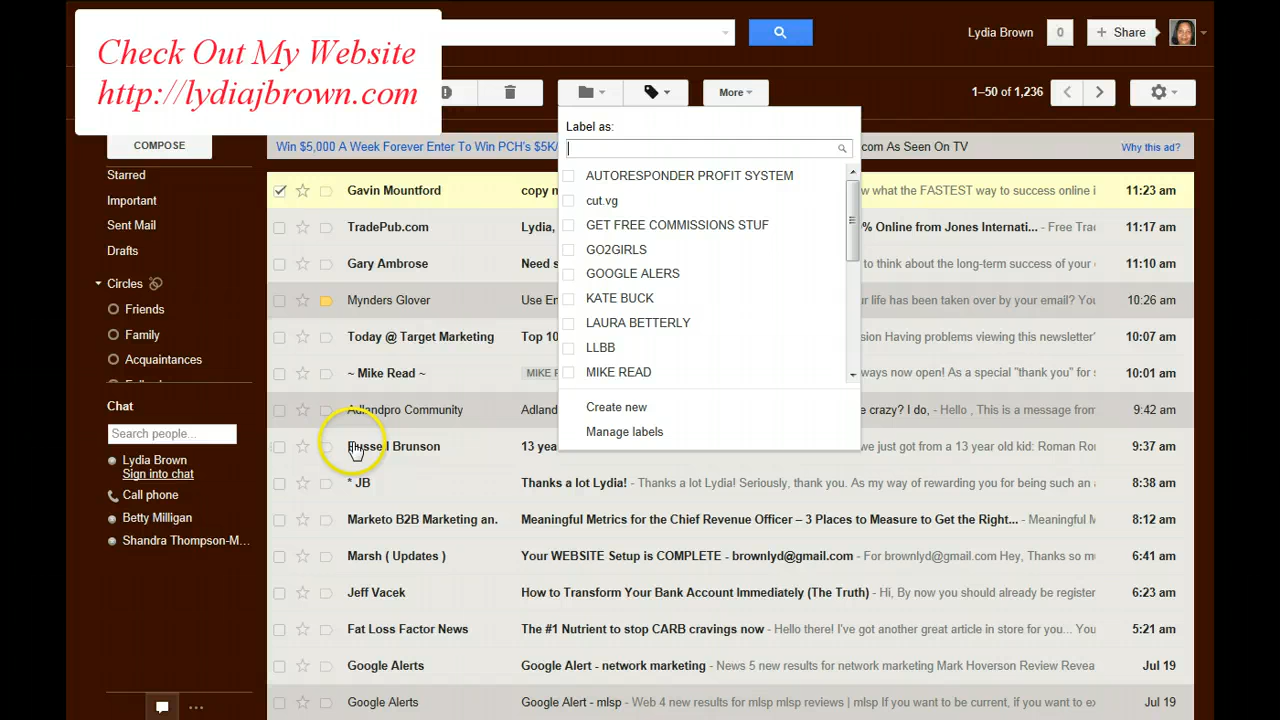 Check Out My Website
http://lydiajbrown.com
Lydia Brown 0 + Share
More 1–50 of 1,236
Label as:
COMPOSE
Win $5,000 A Week Forever Enter To Win PCH's $5K/ com As Seen On TV Why this ad?
Starred
Important
Sent Mail
Drafts
Circles
Friends
Family
Acquaintances
Chat
Search people...
Lydia Brown
Sign into chat
Call phone
Betty Milligan
Shandra Thompson-M...
AUTORESPONDER PROFIT SYSTEM
cut.vg
GET FREE COMMISSIONS STUF
GO2GIRLS
GOOGLE ALERS
KATE BUCK
LAURA BETTERLY
LLBB
MIKE READ
Create new
Manage labels
Gavin Mountford copy n ow what the FASTEST way to success online i 11:23 am
TradePub.com Lydia, % Online from Jones Internati... - Free Trac 11:17 am
Gary Ambrose Need s to think about the long-term success of your e 11:10 am
Mynders Glover Use En ur life has been taken over by your email? You 10:26 am
Today @ Target Marketing Top 10 ssion Having problems viewing this newsletter' 10:07 am
~ Mike Read ~ MIKE R ways now open! As a special "thank you" for si 10:01 am
Adlandpro Community Adland e crazy? I do, - Hello , This is a message from 9:42 am
Russell Brunson 13 yea we just got from a 13 year old kid: Roman Ro 9:37 am
* JB Thanks a lot Lydia! - Thanks a lot Lydia! Seriously, thank you. As my way of rewarding you for being such an a 8:38 am
Marketo B2B Marketing an. Meaningful Metrics for the Chief Revenue Officer – 3 Places to Measure to Get the Right... - Meaningful M 8:12 am
Marsh ( Updates ) Your WEBSITE Setup is COMPLETE - brownlyd@gmail.com - For brownlyd@gmail.com Hey, Thanks so m 6:41 am
Jeff Vacek How to Transform Your Bank Account Immediately (The Truth) - Hi, By now you should already be register 6:23 am
Fat Loss Factor News The #1 Nutrient to stop CARB cravings now - Hello there! I've got another great article in store for you... You 5:21 am
Google Alerts Google Alert - network marketing - News 5 new results for network marketing Mark Hoverson Review Revea Jul 19
Google Alerts Google Alert - mlsp - Web 4 new results for mlsp mlsp reviews | mlsp If you want to be current, if you want to e Jul 19